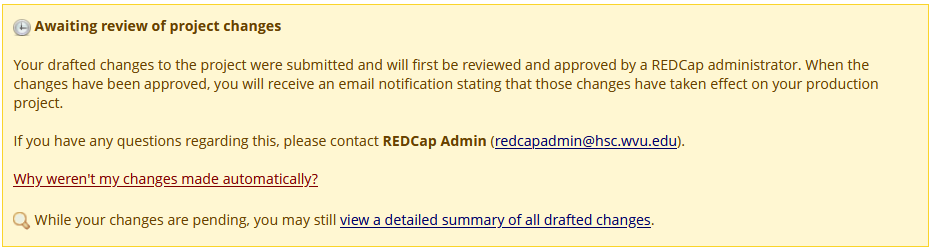 Awaiting review of project changes
Your drafted changes to the project were submitted and will first be reviewed and approved by a REDCap administrator. When the
changes have been approved, you will receive an email notification stating that those changes have taken effect on your production
project.
If you have any questions regarding this, please contact REDCap Admin (redcapadmin@hsc.wvu.edu).
Why weren't my changes made automatically?
While your changes are pending, you may still view a detailed summary of all drafted changes.